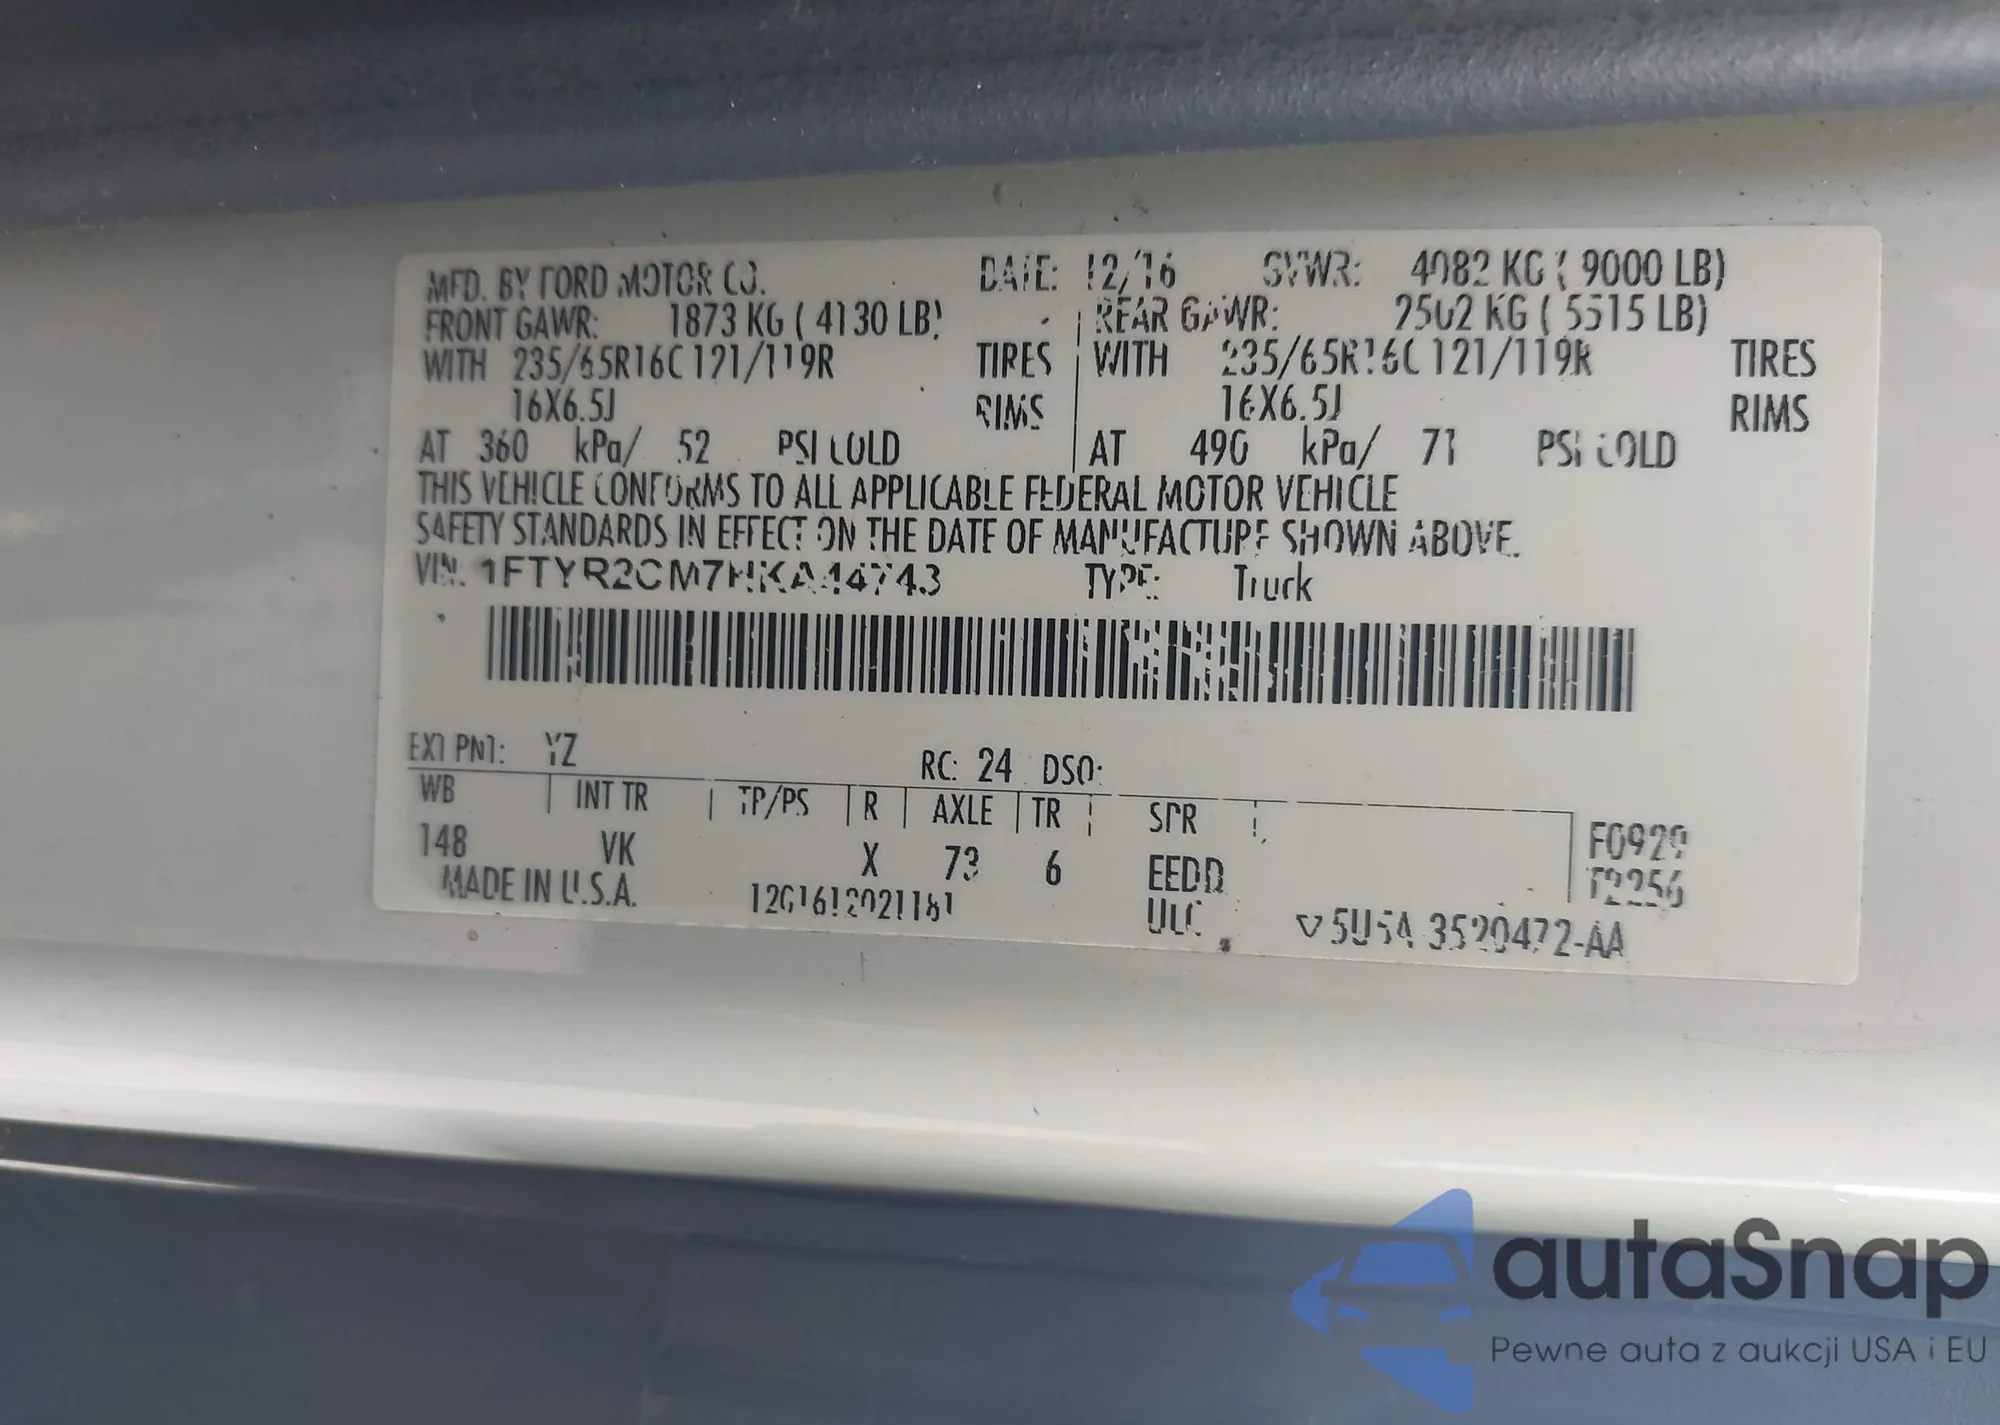 MFD. BY FORD MOTOR CO. DATE: 12/16 GVWR: 4082 KG ( 9000 LB)
FRONT GAWR: 1873 KG ( 4130 LB) REAR GAWR: 2502 KG ( 5515 LB)
WITH 235/65R16C 121/119R TIRES WITH 235/65R16C 121/119R TIRES
16X6.5J RIMS 16X6.5J RIMS
AT 360 kPa/ 52 PSI COLD AT 490 kPa/ 71 PSI COLD
THIS VEHICLE CONFORMS TO ALL APPLICABLE FEDERAL MOTOR VEHICLE
SAFETY STANDARDS IN EFFECT ON THE DATE OF MANUFACTURE SHOWN ABOVE.
VIN: 1FTYR2CM7HKA44743 TYPE: Truck
EXT PNT: YZ RC: 24 DSO:
WB INT TR TP/PS R AXLE TR SPR
148 VK X 73 6 EEDD F0929
MADE IN U.S.A. 12G1612021181 T2256
ULC 5U5A-3520472-AA
autaSnap
Pewne auta z aukcji USA i EU